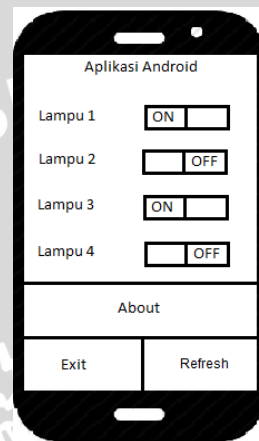 Aplikasi Android
Lampu 1 ON
Lampu 2 OFF
Lampu 3 ON
Lampu 4 OFF
About
Exit Refresh